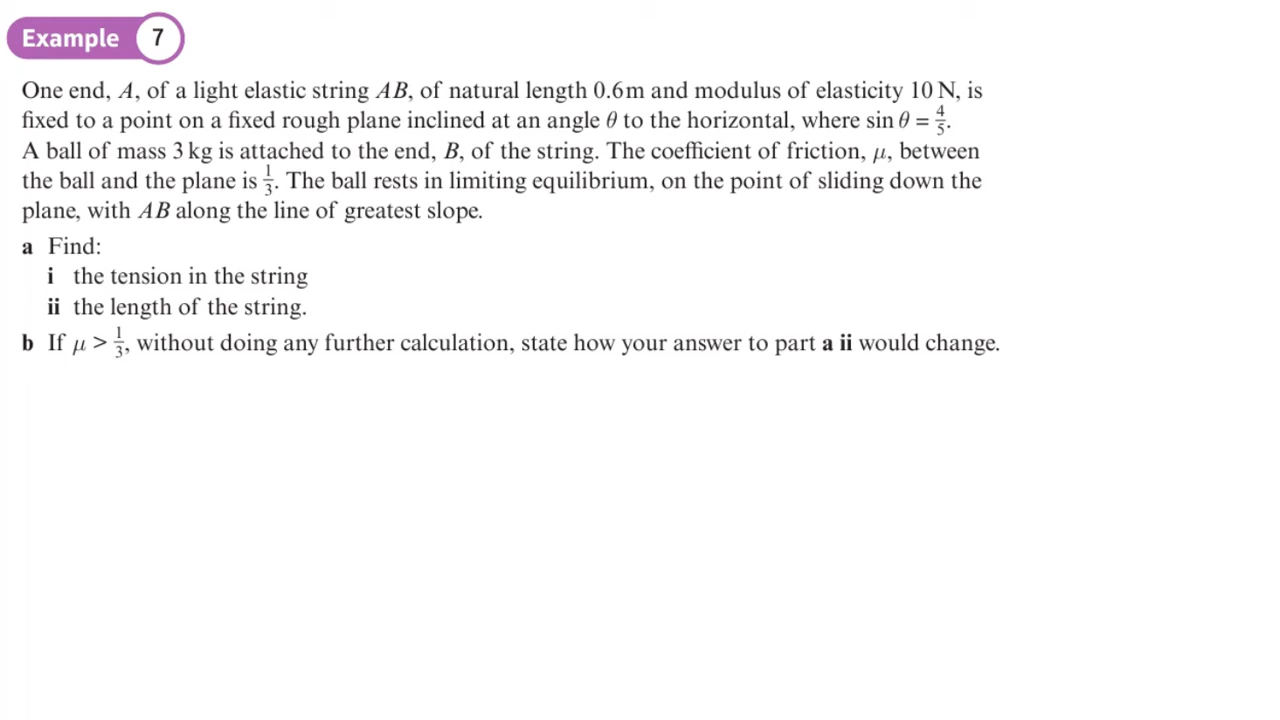 Example 7
One end, A, of a light elastic string AB, of natural length 0.6 m and modulus of elasticity 10 N, is
fixed to a point on a fixed rough plane inclined at an angle θ to the horizontal, where sin θ = 4/5.
A ball of mass 3 kg is attached to the end, B, of the string. The coefficient of friction, μ, between
the ball and the plane is 1/3. The ball rests in limiting equilibrium, on the point of sliding down the
plane, with AB along the line of greatest slope.
a Find:
i the tension in the string
ii the length of the string.
b If μ > 1/3, without doing any further calculation, state how your answer to part a ii would change.